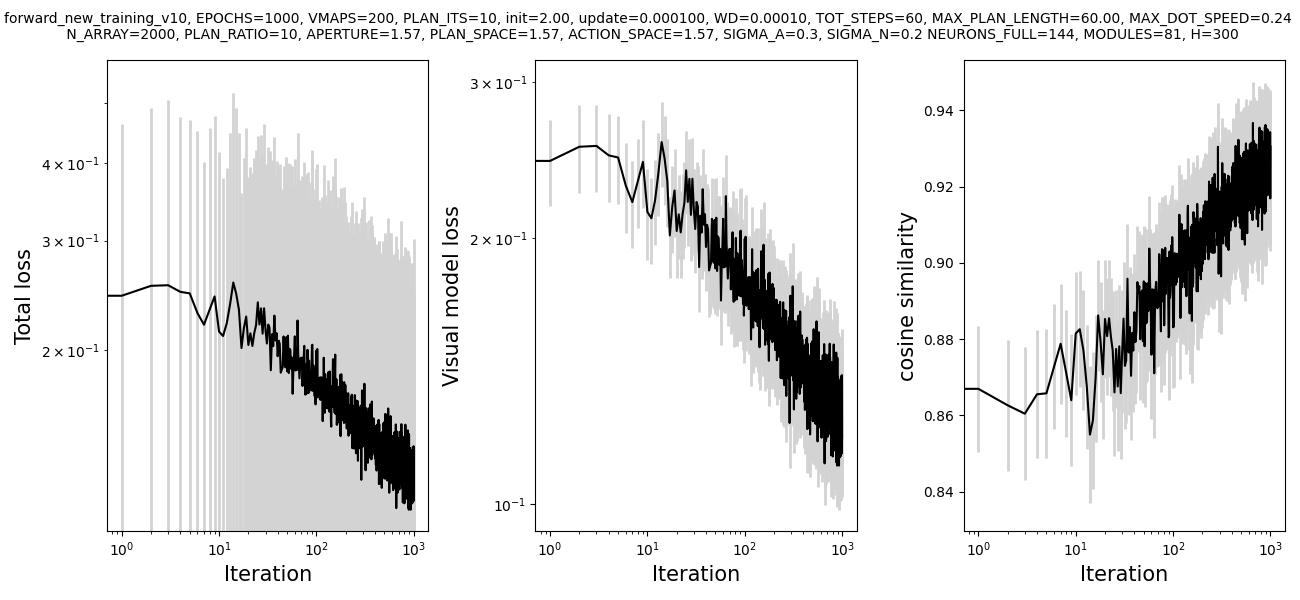 forward_new_training_v10, EPOCHS=1000, VMAPS=200, PLAN_ITS=10, init=2.00, update=0.000100, WD=0.00010, TOT_STEPS=60, MAX_PLAN_LENGTH=60.00, MAX_DOT_SPEED=0.24
N_ARRAY=2000, PLAN_RATIO=10, APERTURE=1.57, PLAN_SPACE=1.57, ACTION_SPACE=1.57, SIGMA_A=0.3, SIGMA_N=0.2 NEURONS_FULL=144, MODULES=81, H=300
Total loss
4 × 10⁻¹
3 × 10⁻¹
2 × 10⁻¹
10⁰ 10¹ 10² 10³
Iteration
Visual model loss
3 × 10⁻¹
2 × 10⁻¹
10⁻¹
10⁰ 10¹ 10² 10³
Iteration
cosine similarity
0.94
0.92
0.90
0.88
0.86
0.84
10⁰ 10¹ 10² 10³
Iteration